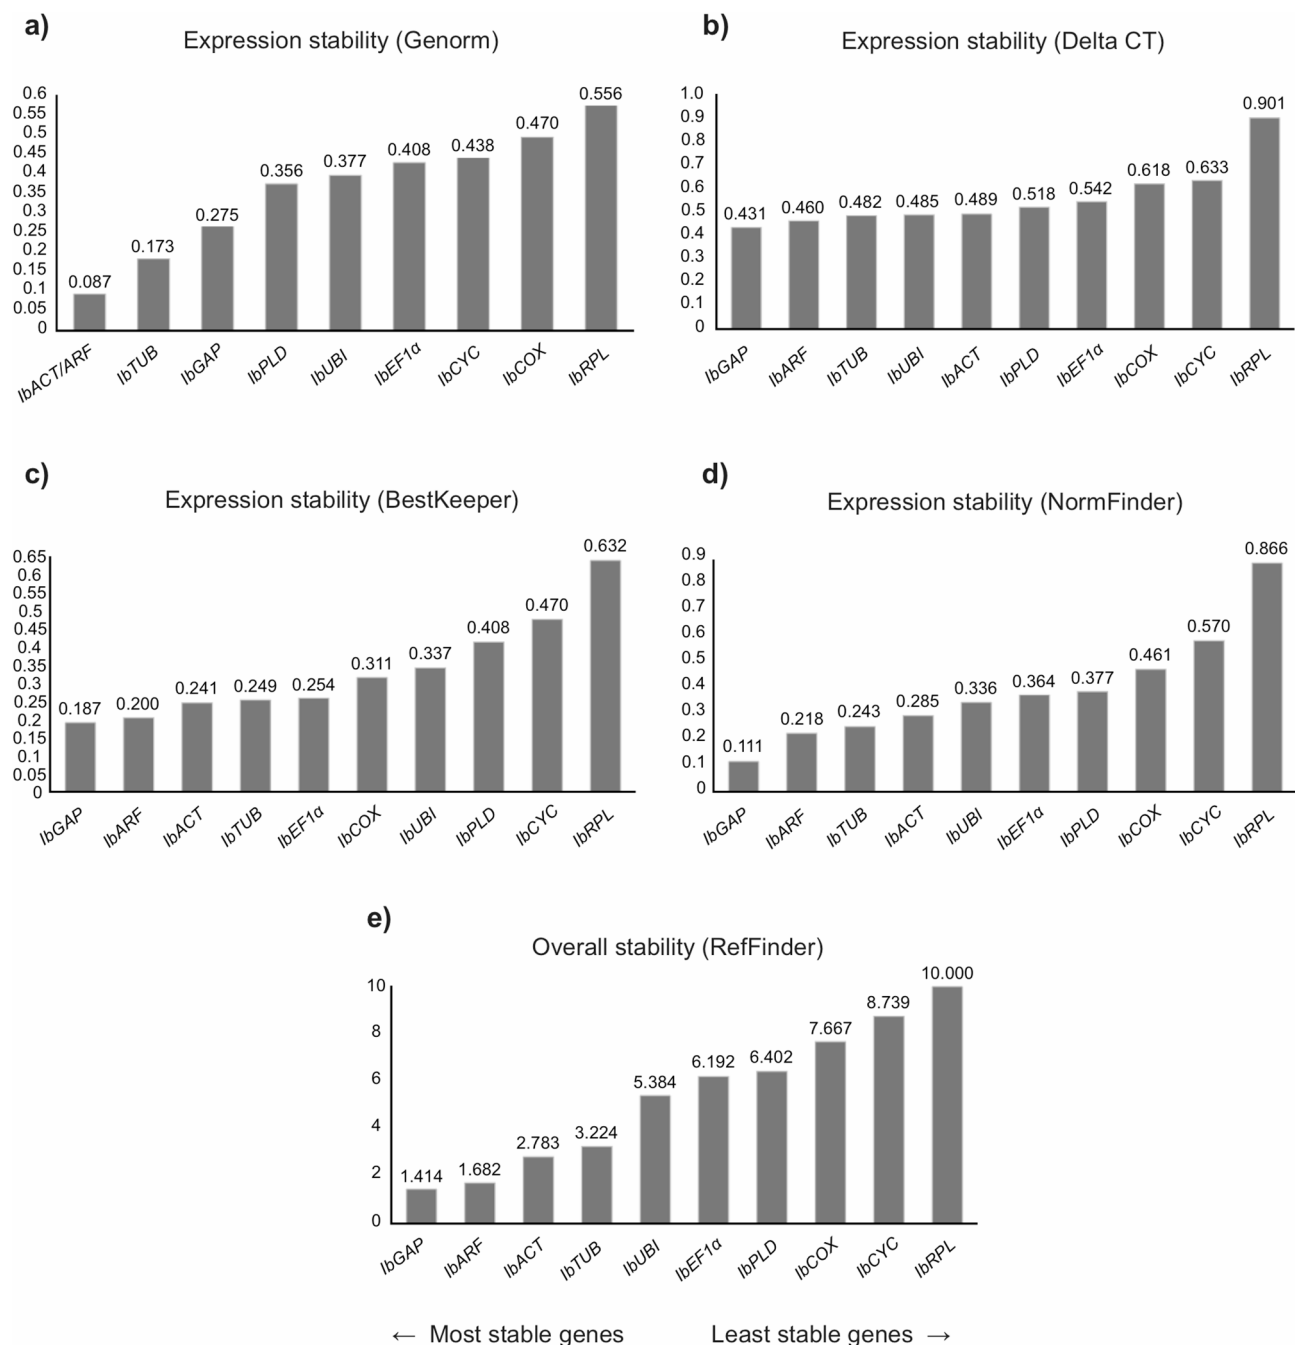 a)
Expression stability (Genorm)
0.6
0.55
0.5
0.45
0.4
0.35
0.3
0.25
0.2
0.15
0.1
0.05
0
0.087
0.173
0.275
0.356
0.377
0.408
0.438
0.470
0.556
IbACT/ARF
IbTUB
IbGAP
IbPLD
IbUBI
IbEF1α
IbCYC
IbCOX
IbRPL
b)
Expression stability (Delta CT)
1.0
0.9
0.8
0.7
0.6
0.5
0.4
0.3
0.2
0.1
0
0.431
0.460
0.482
0.485
0.489
0.518
0.542
0.618
0.633
0.901
IbGAP
IbARF
IbTUB
IbUBI
IbACT
IbPLD
IbEF1α
IbCOX
IbCYC
IbRPL
c)
Expression stability (BestKeeper)
0.65
0.6
0.55
0.5
0.45
0.4
0.35
0.3
0.25
0.2
0.15
0.1
0.05
0
0.187
0.200
0.241
0.249
0.254
0.311
0.337
0.408
0.470
0.632
IbGAP
IbARF
IbACT
IbTUB
IbEF1α
IbCOX
IbUBI
IbPLD
IbCYC
IbRPL
d)
Expression stability (NormFinder)
0.9
0.8
0.7
0.6
0.5
0.4
0.3
0.2
0.1
0
0.111
0.218
0.243
0.285
0.336
0.364
0.377
0.461
0.570
0.866
IbGAP
IbARF
IbTUB
IbACT
IbUBI
IbEF1α
IbPLD
IbCOX
IbCYC
IbRPL
e)
Overall stability (RefFinder)
10
8
6
4
2
0
1.414
1.682
2.783
3.224
5.384
6.192
6.402
7.667
8.739
10.000
IbGAP
IbARF
IbACT
IbTUB
IbUBI
IbEF1α
IbPLD
IbCOX
IbCYC
IbRPL
← Most stable genes
Least stable genes →